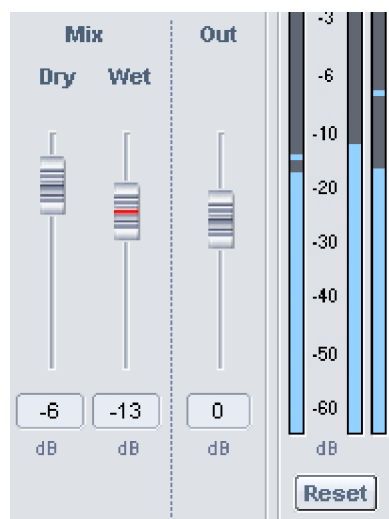 Mix
Out
Dry
Wet
-3
-6
-10
-20
-30
-40
-50
-60
-6
-13
0
dB
dB
dB
dB
Reset